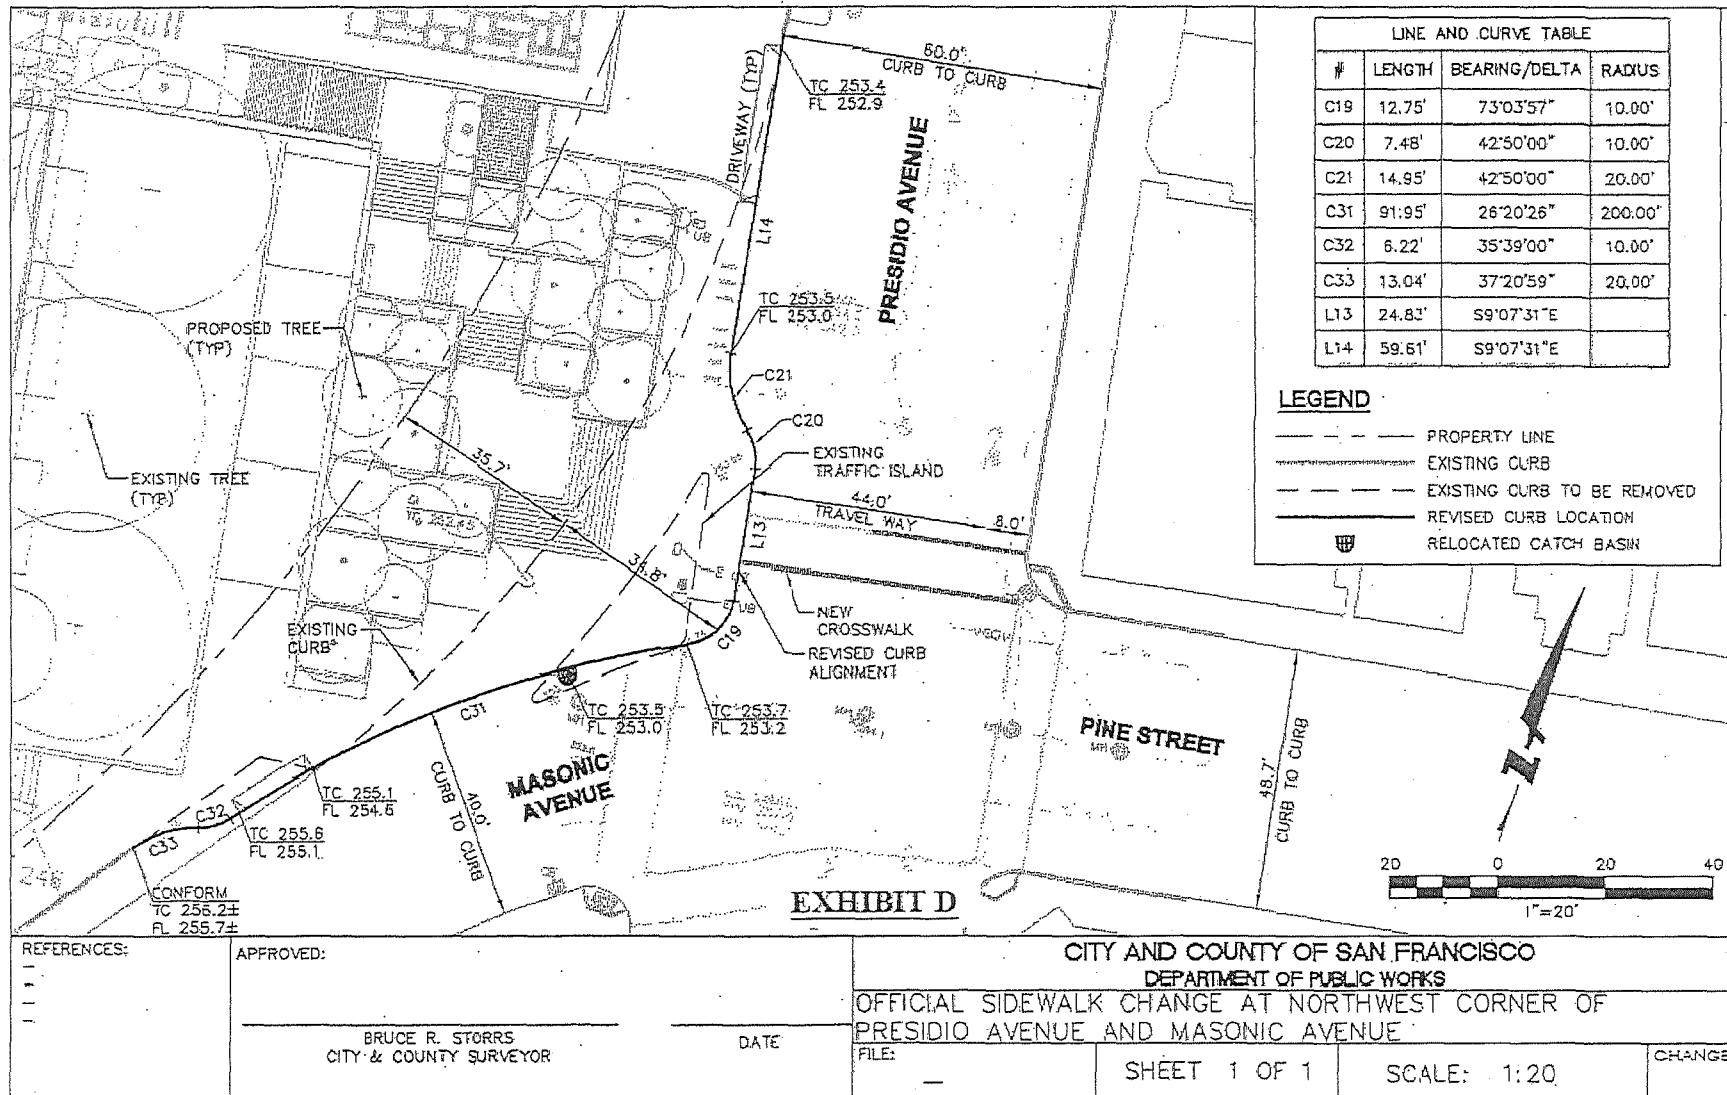 60.0'
CURB TO CURB
TC 253.4
FL 252.9
DRIVEWAY (TYP)
PRESIDIO AVENUE
L14
TC 253.5
FL 253.0
C21
C20
PROPOSED TREE
(TYP)
EXISTING
TRAFFIC ISLAND
35.7'
EXISTING TREE
(TYP)
44.0'
TRAVEL WAY
8.0'
L13
NEW
CROSSWALK
REVISED CURB
ALIGNMENT
C19
EXISTING
CURB
C31
TC 253.5
FL 253.0
TC 253.7
FL 253.2
PINE STREET
48.7'
CURB TO CURB
MASONIC
AVENUE
40.0'
CURB TO CURB
TC 255.1
FL 254.6
C32
C33
TC 255.6
FL 255.1
CONFORM
TC 256.2±
FL 255.7±
EXHIBIT D
LINE AND CURVE TABLE
# LENGTH BEARING/DELTA RADIUS
C19 12.75' 73°03'57" 10.00'
C20 7.48' 42°50'00" 10.00'
C21 14.95' 42°50'00" 20.00'
C31 91.95' 26°20'26" 200.00'
C32 6.22' 35°39'00" 10.00'
C33 13.04' 37°20'59" 20.00'
L13 24.83' S9°07'31"E
L14 59.61' S9°07'31"E
LEGEND
PROPERTY LINE
EXISTING CURB
EXISTING CURB TO BE REMOVED
REVISED CURB LOCATION
RELOCATED CATCH BASIN
N
20 0 20 40
1"=20'
REFERENCES:
APPROVED:
BRUCE R. STORRS
CITY & COUNTY SURVEYOR
DATE
CITY AND COUNTY OF SAN FRANCISCO
DEPARTMENT OF PUBLIC WORKS
OFFICIAL SIDEWALK CHANGE AT NORTHWEST CORNER OF
PRESIDIO AVENUE AND MASONIC AVENUE
FILE:
SHEET 1 OF 1
SCALE: 1:20
CHANGE